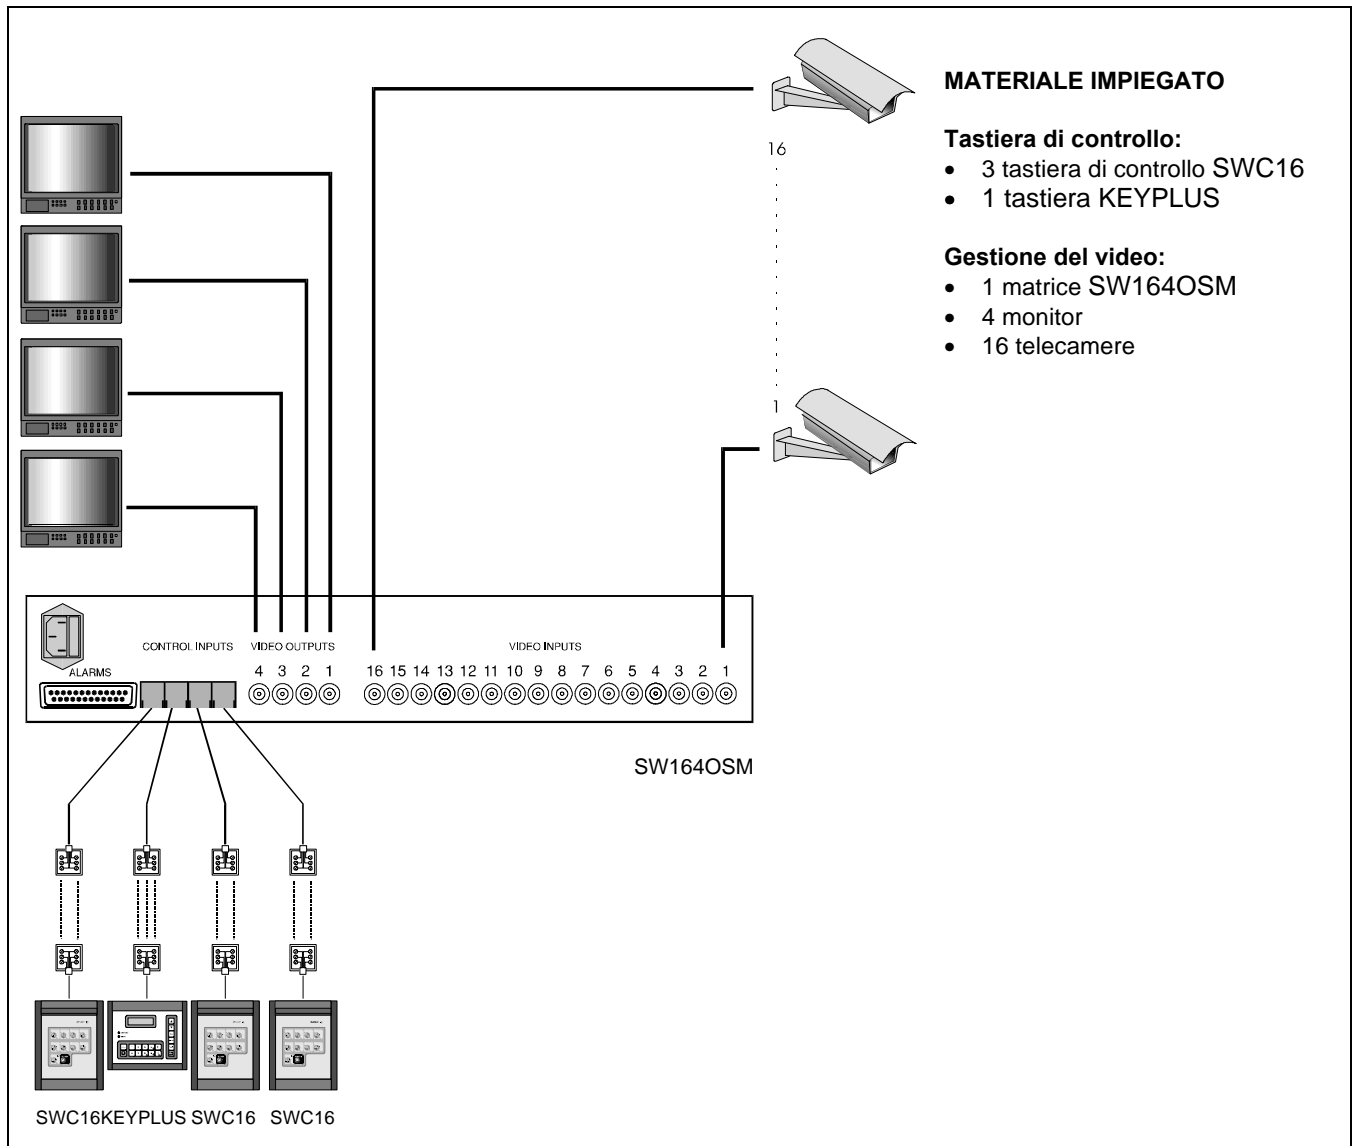 MATERIALE IMPIEGATO
Tastiera di controllo:
• 3 tastiera di controllo SWC16
• 1 tastiera KEYPLUS
Gestione del video:
• 1 matrice SW164OSM
• 4 monitor
• 16 telecamere
16
1
CONTROL INPUTS VIDEO OUTPUTS VIDEO INPUTS
ALARMS 4 3 2 1 16 15 14 13 12 11 10 9 8 7 6 5 4 3 2 1
SW164OSM
SWC16 KEYPLUS SWC16 SWC16